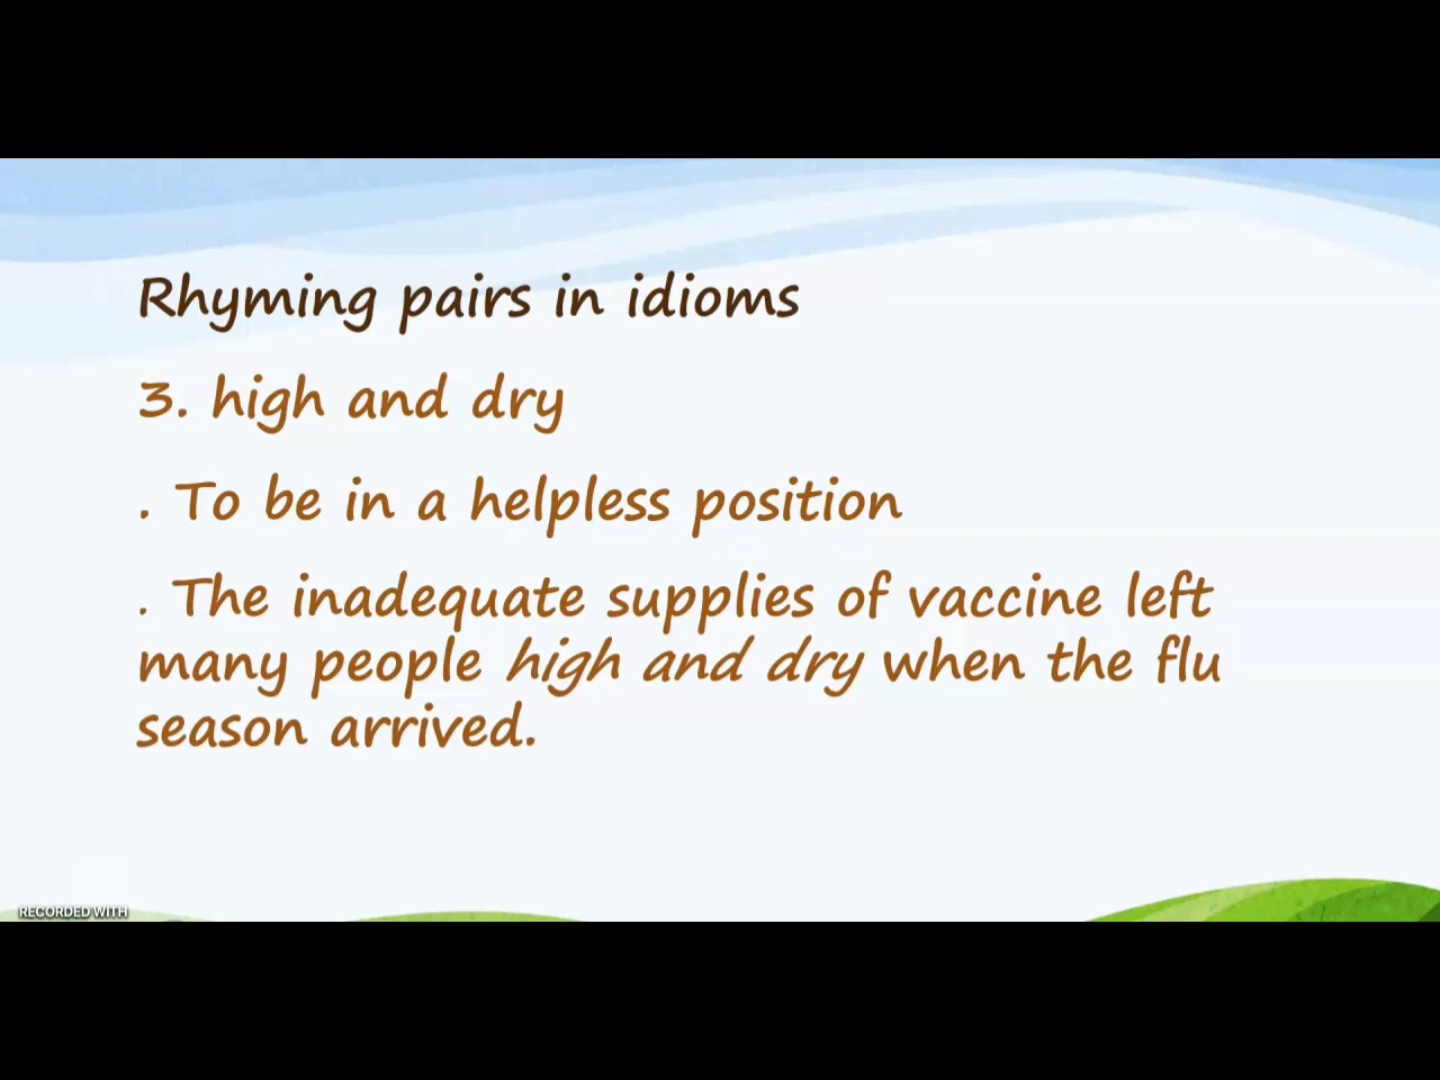 Rhyming pairs in idioms
3. high and dry
. To be in a helpless position
. The inadequate supplies of vaccine left
many people high and dry when the flu
season arrived.
RECORDED WITH